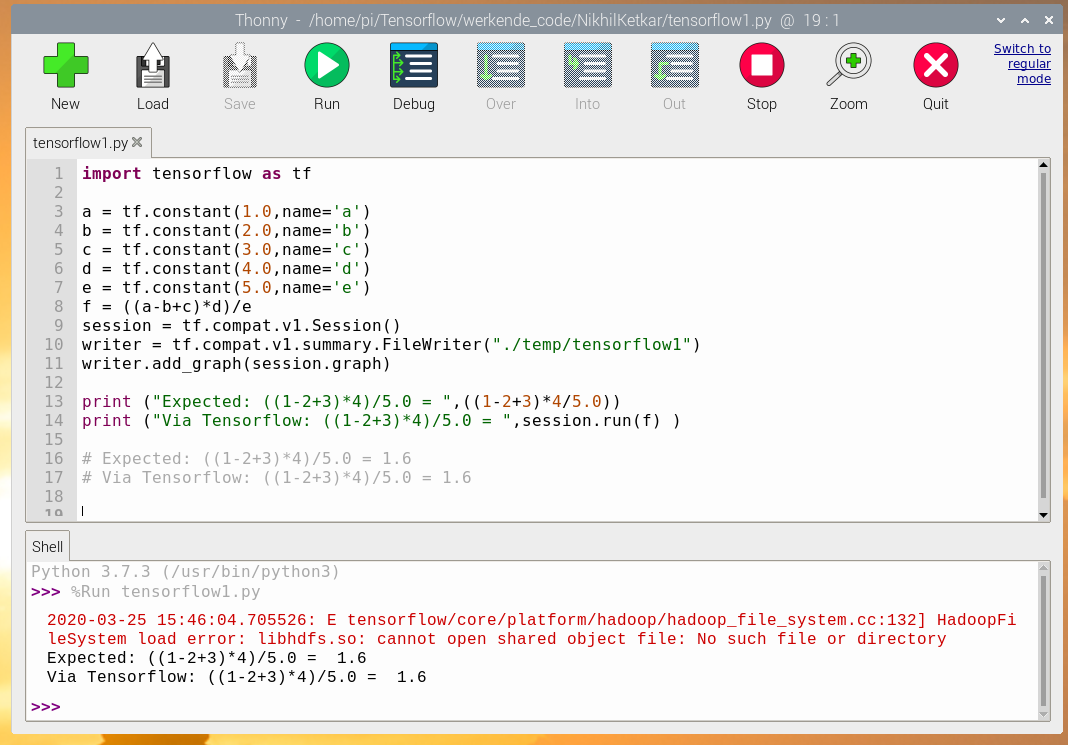 Thonny - /home/pi/Tensorflow/werkende_code/NikhilKetkar/tensorflow1.py @ 19 : 1
New Load Save Run Debug Over Into Out Stop Zoom Quit
Switch to
regular
mode
tensorflow1.py
1 import tensorflow as tf
2
3 a = tf.constant(1.0,name='a')
4 b = tf.constant(2.0,name='b')
5 c = tf.constant(3.0,name='c')
6 d = tf.constant(4.0,name='d')
7 e = tf.constant(5.0,name='e')
8 f = ((a-b+c)*d)/e
9 session = tf.compat.v1.Session()
10 writer = tf.compat.v1.summary.FileWriter("./temp/tensorflow1")
11 writer.add_graph(session.graph)
12
13 print ("Expected: ((1-2+3)*4)/5.0 = ",((1-2+3)*4/5.0))
14 print ("Via Tensorflow: ((1-2+3)*4)/5.0 = ",session.run(f) )
15
16 # Expected: ((1-2+3)*4)/5.0 = 1.6
17 # Via Tensorflow: ((1-2+3)*4)/5.0 = 1.6
18
19
Shell
Python 3.7.3 (/usr/bin/python3)
>>> %Run tensorflow1.py
2020-03-25 15:46:04.705526: E tensorflow/core/platform/hadoop/hadoop_file_system.cc:132] HadoopFi
leSystem load error: libhdfs.so: cannot open shared object file: No such file or directory
Expected: ((1-2+3)*4)/5.0 =  1.6
Via Tensorflow: ((1-2+3)*4)/5.0 =  1.6
>>>